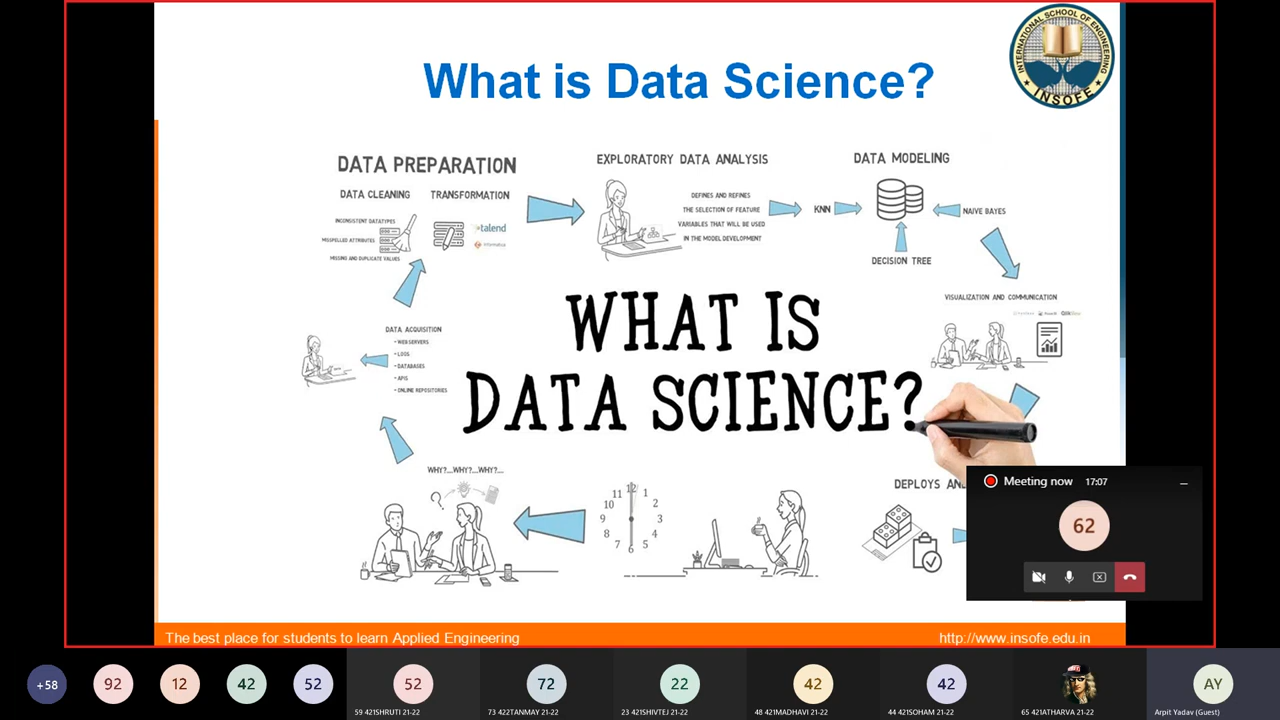 What is Data Science?
INTERNATIONAL SCHOOL OF ENGINEERING
INSOFE
DATA PREPARATION
DATA CLEANING
TRANSFORMATION
INCONSISTENT DATATYPES
MISSPELLED ATTRIBUTES
MISSING AND DUPLICATE VALUES
talend
Informatica
EXPLORATORY DATA ANALYSIS
DEFINES AND REFINES
THE SELECTION OF FEATURE
VARIABLES THAT WILL BE USED
IN THE MODEL DEVELOPMENT
DATA MODELING
KNN
NAIVE BAYES
DECISION TREE
VISUALIZATION AND COMMUNICATION
DATA ACQUISITION
- WEB SERVERS
- LOGS
- DATABASES
- APIS
- ONLINE REPOSITORIES
WHAT IS
DATA SCIENCE?
WHY?...WHY?...WHY?...
12
11 1
10 2
9 3
8 4
7 5
6
DEPLOYS AN
Meeting now 17:07
62
The best place for students to learn Applied Engineering
http://www.insofe.edu.in
+58
92
12
42
52
52
59 421SHRUTI 21-22
72
73 422TANMAY 21-22
22
23 421SHIVTEJ 21-22
42
48 421MADHAVI 21-22
42
44 421SOHAM 21-22
65 421ATHARVA 21-22
AY
Arpit Yadav (Guest)